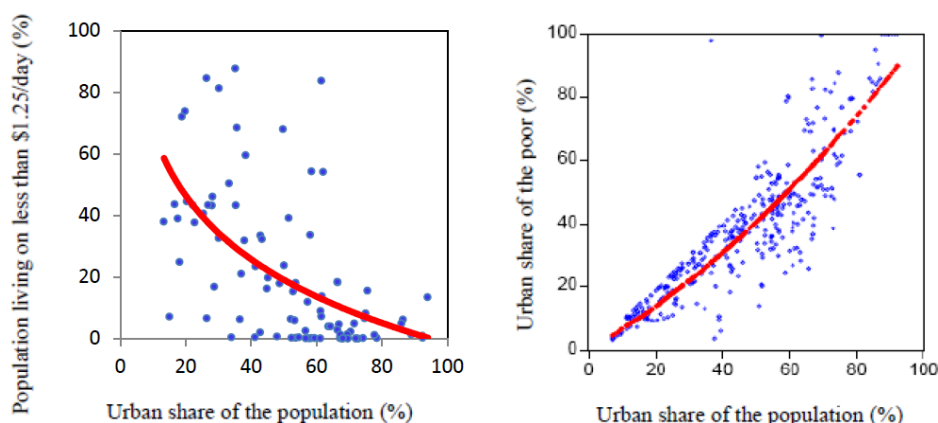 Population living on less than $1.25/day (%)
100
80
60
40
20
0
0 20 40 60 80 100
Urban share of the population (%)
Urban share of the poor (%)
100
80
60
40
20
0
0 20 40 60 80 100
Urban share of the population (%)